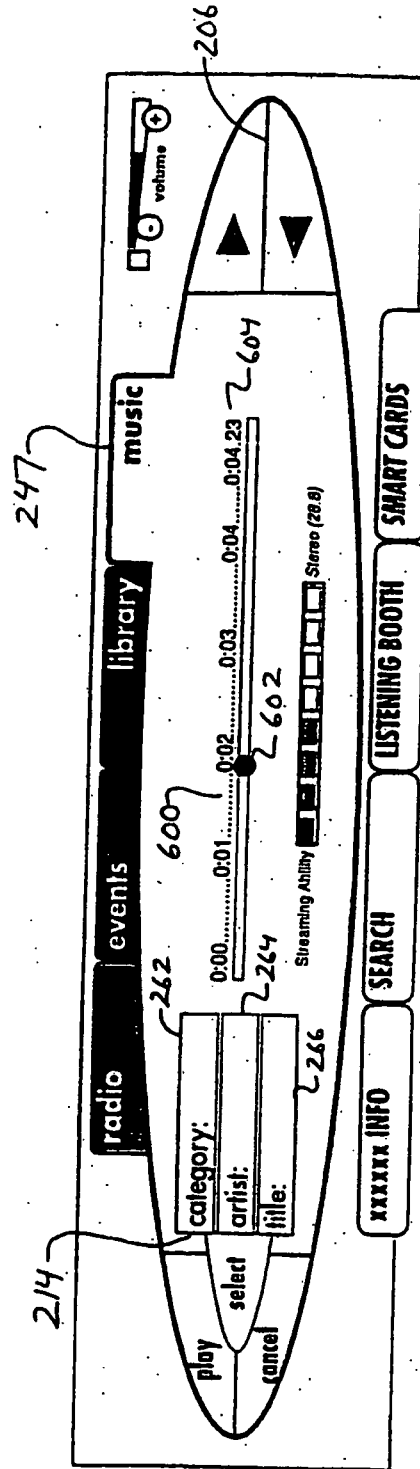 247
206
radio
events
library
music
volume
214
262
play
select
cancel
category:
artist:
title:
264
266
0:00........0:01........0:02........0:03........0:04....0:04.23
600
602
604
Streaming Ability
Stereo (28.8)
xxxxxx INFO
SEARCH
LISTENING BOOTH
SMART CARDS